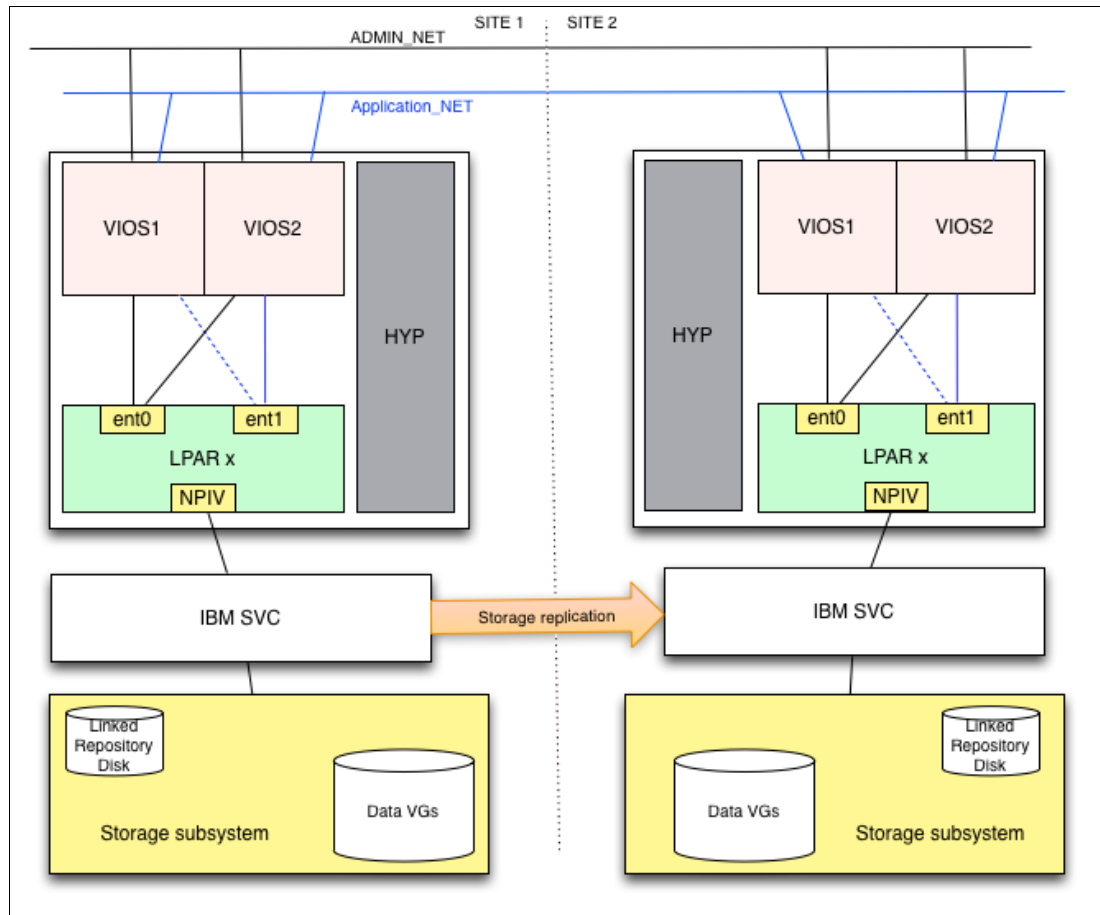 SITE 1
SITE 2
ADMIN_NET
Application_NET
VIOS1
VIOS2
HYP
ent0
ent1
LPAR x
NPIV
HYP
VIOS1
VIOS2
ent0
ent1
LPAR x
NPIV
IBM SVC
Storage replication
IBM SVC
Linked
Repository
Disk
Data VGs
Storage subsystem
Linked
Repository
Disk
Data VGs
Storage subsystem